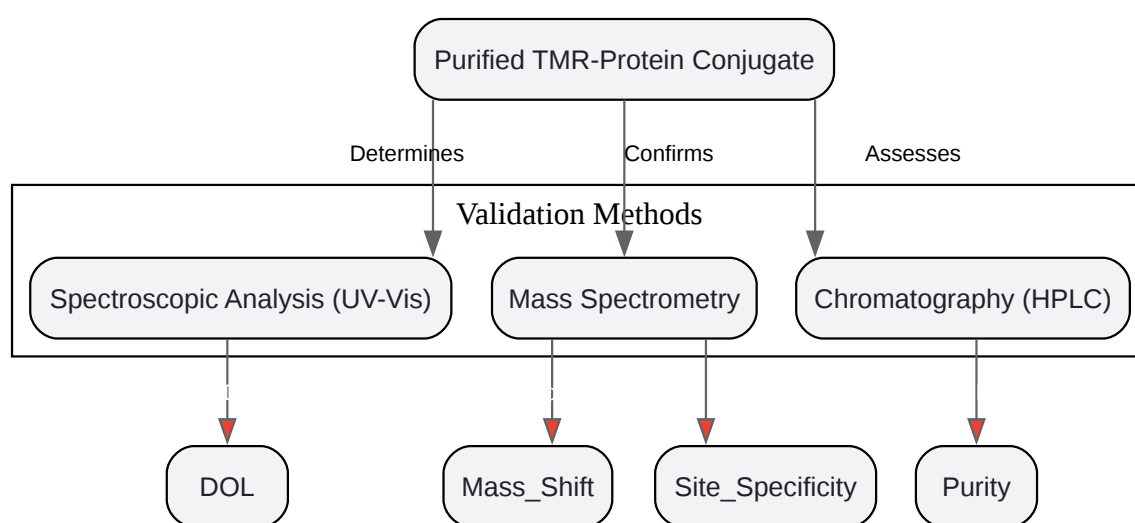 Purified TMR-Protein Conjugate
Determines
Confirms
Assesses
Validation Methods
Spectroscopic Analysis (UV-Vis)
Mass Spectrometry
Chromatography (HPLC)
DOL
Mass_Shift
Site_Specificity
Purity